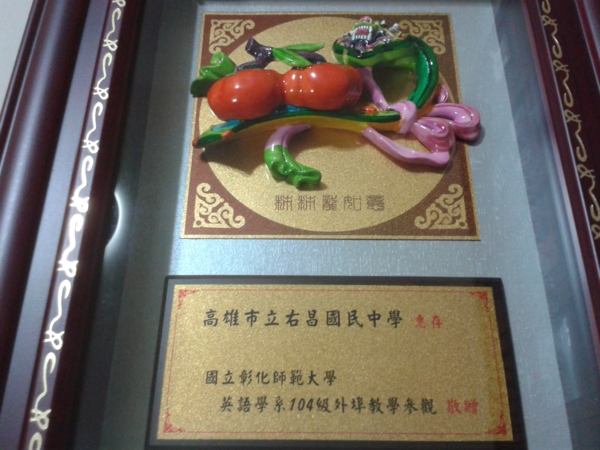 高雄市立右昌國民中學 惠存
國立彰化師範大學
英語學系104級外埠教學參觀 敬贈